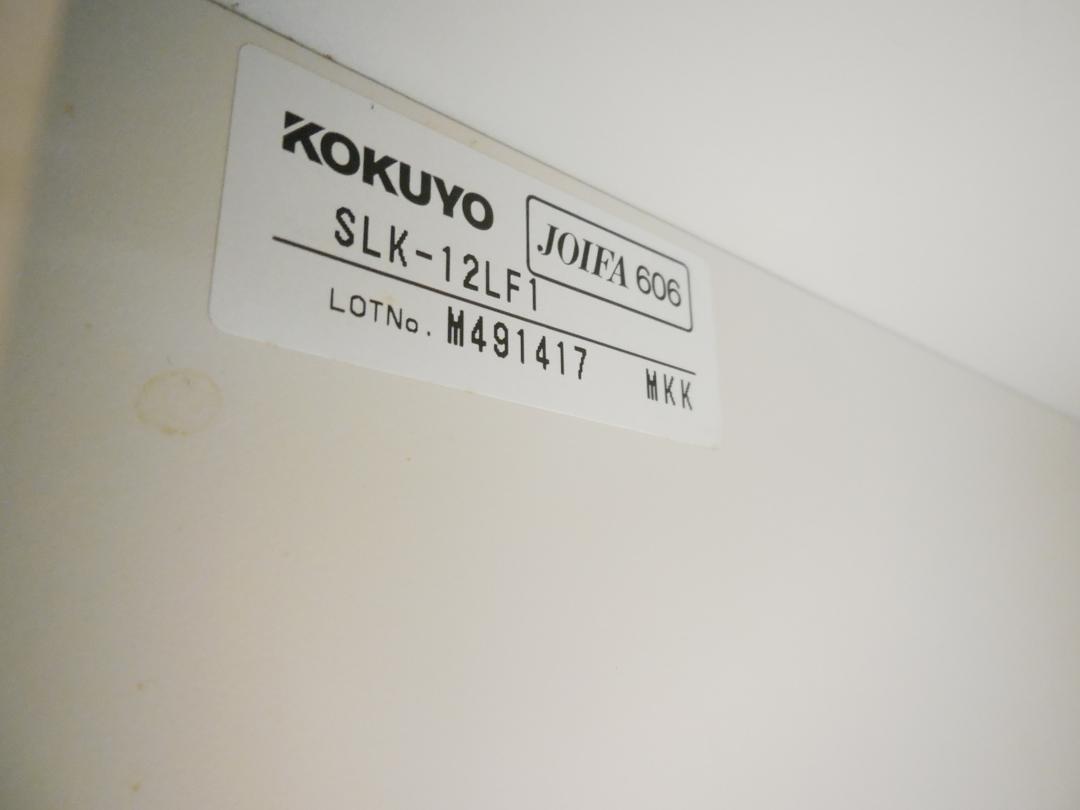 KOKUYO
JOIFA 606
SLK-12LF1
LOTNo. M491417 MKK